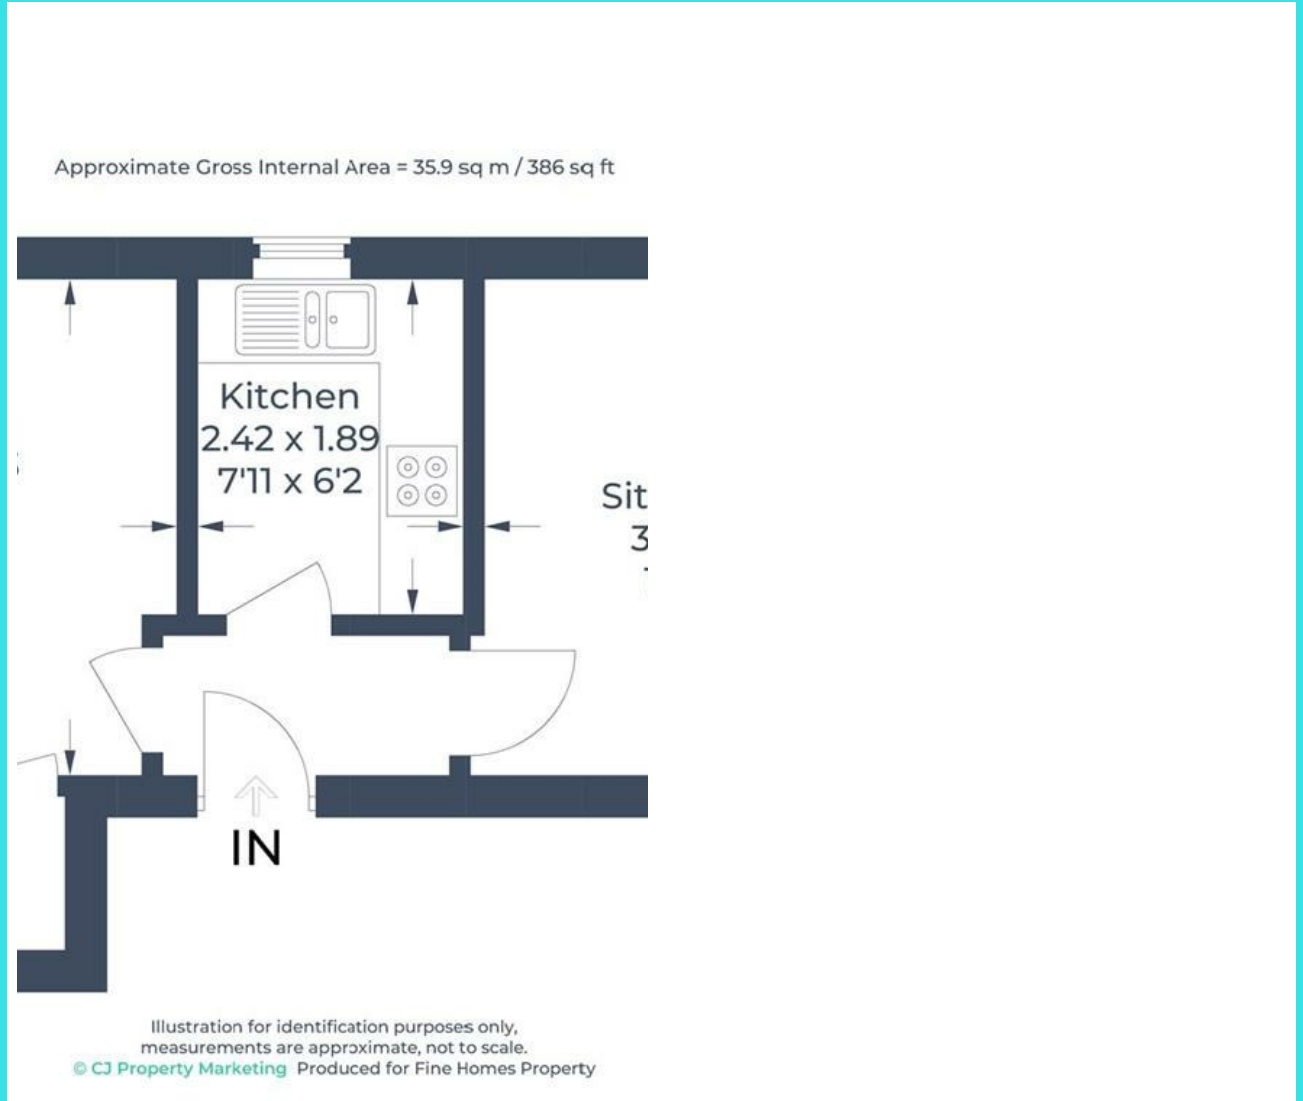 Approximate Gross Internal Area = 35.9 sq m / 386 sq ft
Kitchen
2.42 x 1.89
7'11 x 6'2
Sit
3
IN
Illustration for identification purposes only,
measurements are approximate, not to scale.
© CJ Property Marketing Produced for Fine Homes Property